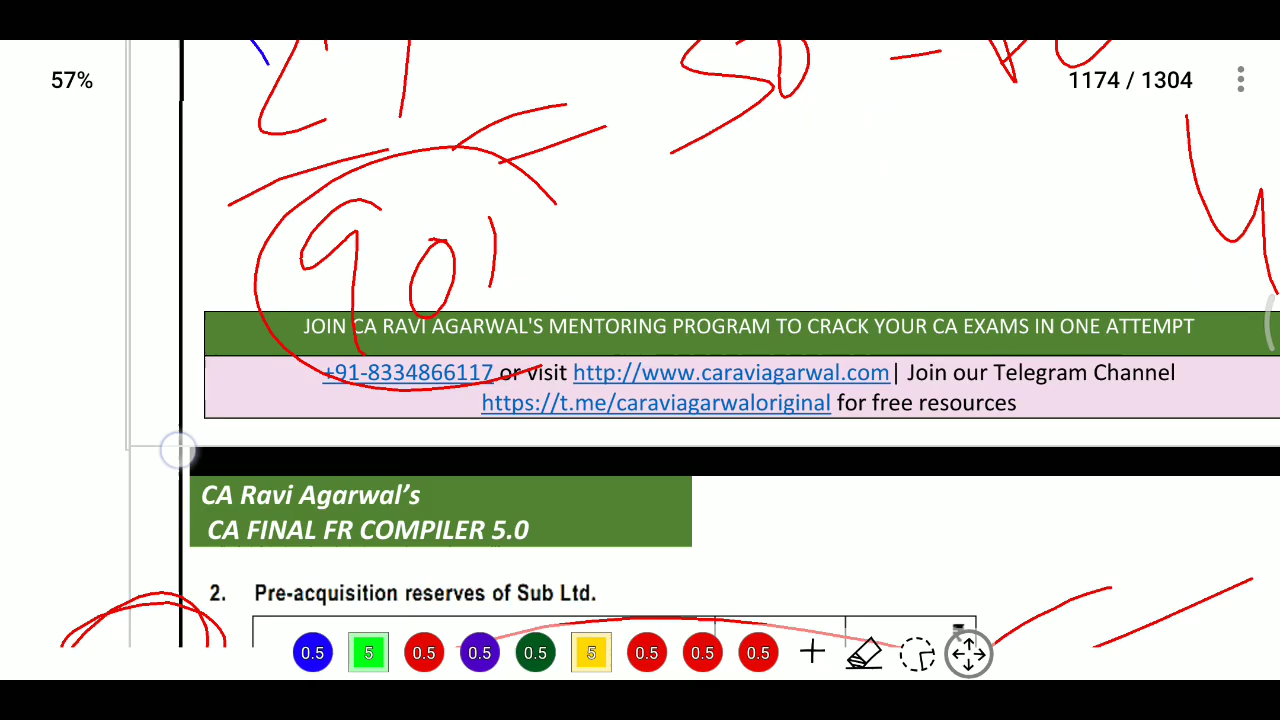 57%
1174 / 1304
90
JOIN CA RAVI AGARWAL'S MENTORING PROGRAM TO CRACK YOUR CA EXAMS IN ONE ATTEMPT
+91-8334866117 or visit http://www.caraviagarwal.com| Join our Telegram Channel
https://t.me/caraviagarwaloriginal for free resources
CA Ravi Agarwal's
CA FINAL FR COMPILER 5.0
2. Pre-acquisition reserves of Sub Ltd.
0.5 5 0.5 0.5 0.5 5 0.5 0.5 0.5